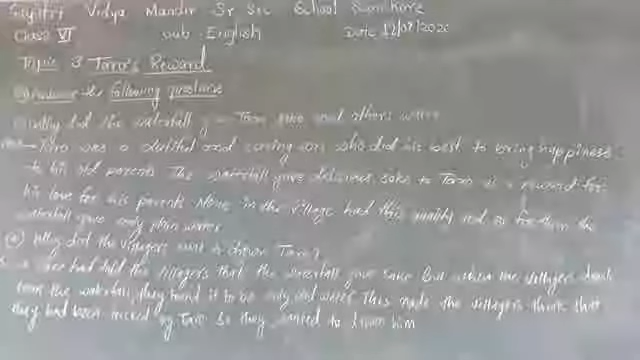 Gayitri Vidya Mandir Sr Sec School
Class VI Sub: English Date 12/09/2020
Topic 3 Taro's Reward
the following questions
Why did the waterfall give Taro sake and others water
Taro was a dutiful and caring son who did his best to bring happiness
to his old parents The waterfall gave delicious sake to Taro as a reward for
his love for his parents None in the village had this quality and so for them the
waterfall gave only plain water
Why did the villagers want to drown Taro?
had told the villagers that the waterfall gave sake But when the villagers
from the waterfall, they found it to be only cold water This made the villagers think that
they had been tricked by Taro So they wanted to drown him